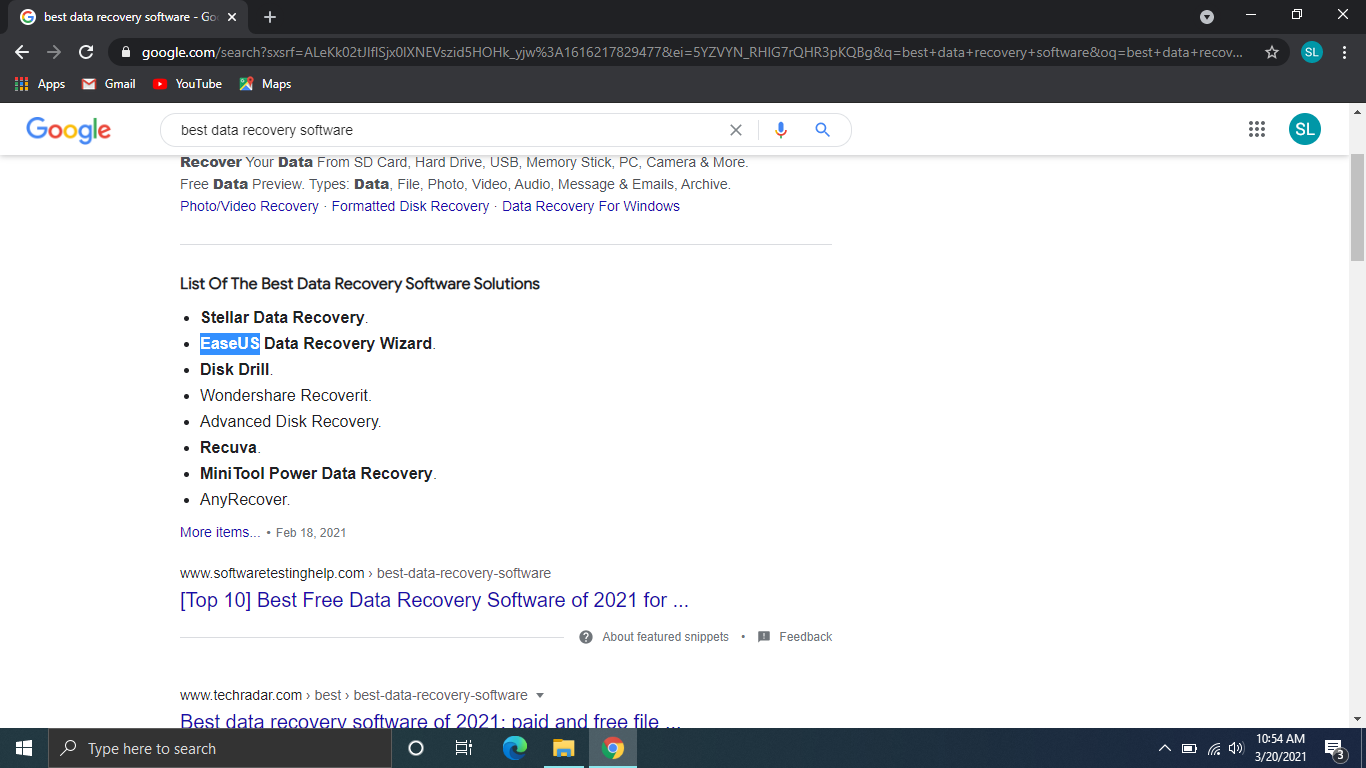 best data recovery software - Go
google.com/search?sxsrf=ALeKk02tJIflSjx0lXNEVszid5HOHk_yjw%3A1616217829477&ei=5YZVYN_RHIG7rQHR3pKQBg&q=best+data+recovery+software&oq=best+data+recov...
SL
Apps
Gmail
YouTube
Maps
Google
best data recovery software
SL
Recover Your Data From SD Card, Hard Drive, USB, Memory Stick, PC, Camera & More.
Free Data Preview. Types: Data, File, Photo, Video, Audio, Message & Emails, Archive.
Photo/Video Recovery · Formatted Disk Recovery · Data Recovery For Windows
List Of The Best Data Recovery Software Solutions
• Stellar Data Recovery.
• EaseUS Data Recovery Wizard.
• Disk Drill.
• Wondershare Recoverit.
• Advanced Disk Recovery.
• Recuva.
• MiniTool Power Data Recovery.
• AnyRecover.
More items... • Feb 18, 2021
www.softwaretestinghelp.com › best-data-recovery-software
[Top 10] Best Free Data Recovery Software of 2021 for ...
About featured snippets • Feedback
www.techradar.com › best › best-data-recovery-software
Best data recovery software of 2021: paid and free file ...
Type here to search
10:54 AM
3/20/2021
3